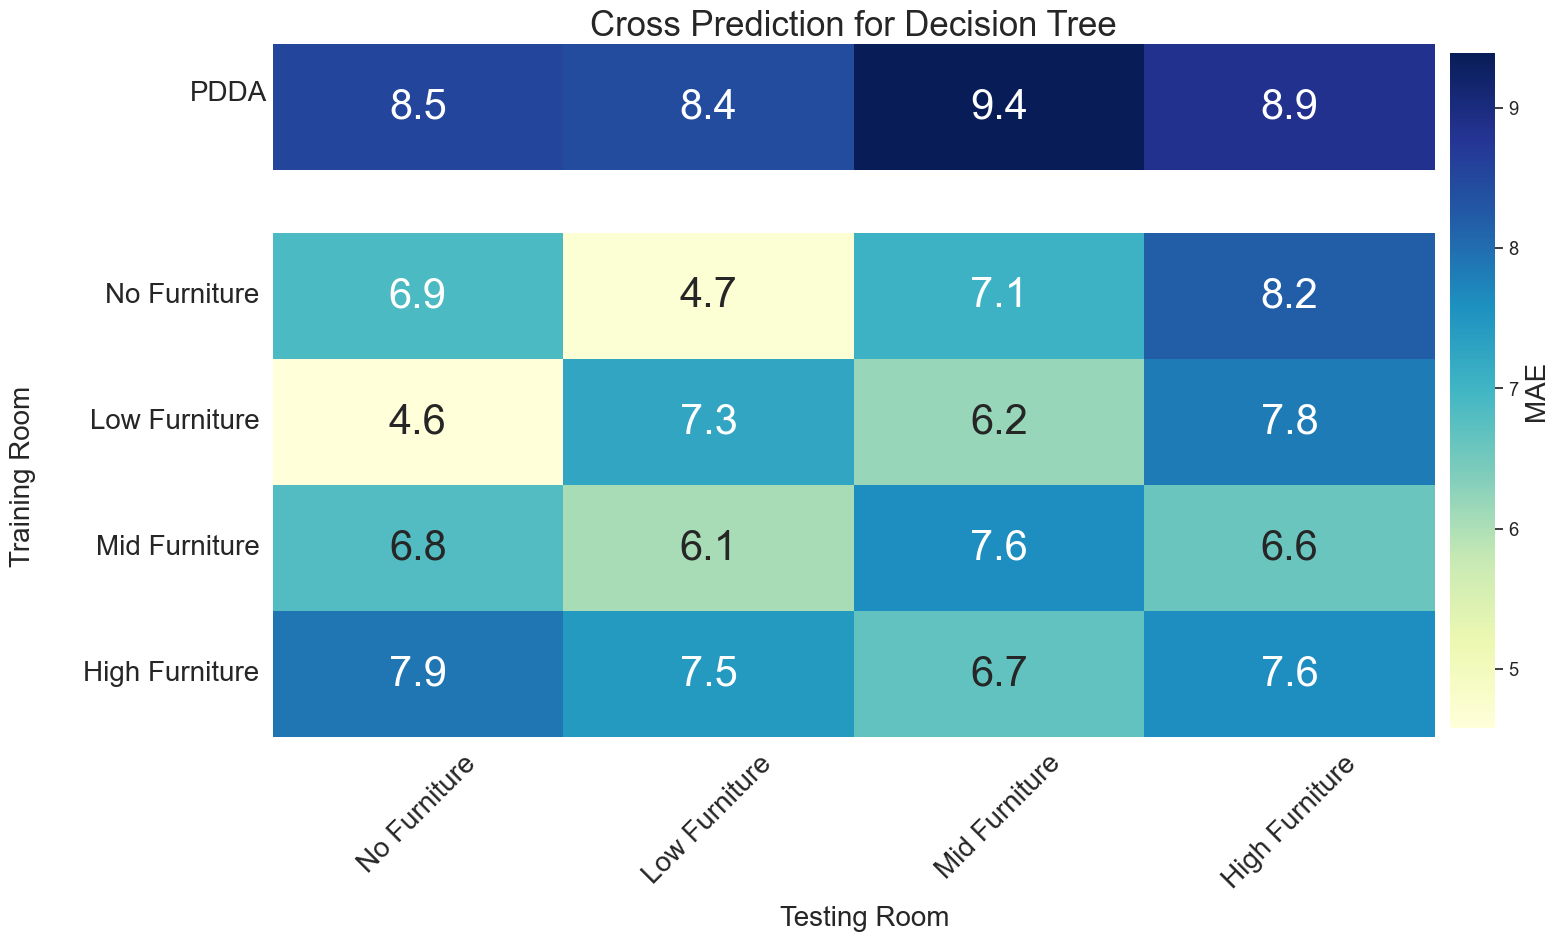 Cross Prediction for Decision Tree
PDDA
8.5 8.4 9.4 8.9
9
No Furniture
6.9 4.7 7.1 8.2
8
Low Furniture
4.6 7.3 6.2 7.8
7
MAE
Training Room
Mid Furniture
6.8 6.1 7.6 6.6
6
High Furniture
7.9 7.5 6.7 7.6
5
No Furniture
Low Furniture
Mid Furniture
High Furniture
Testing Room